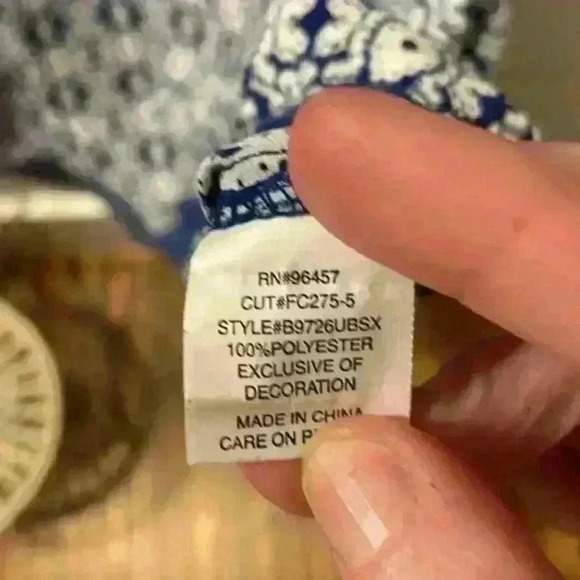 RN#96457
CUT#FC275-5
STYLE#B9726UBSX
100%POLYESTER
EXCLUSIVE OF
DECORATION
MADE IN CHINA
CARE ON